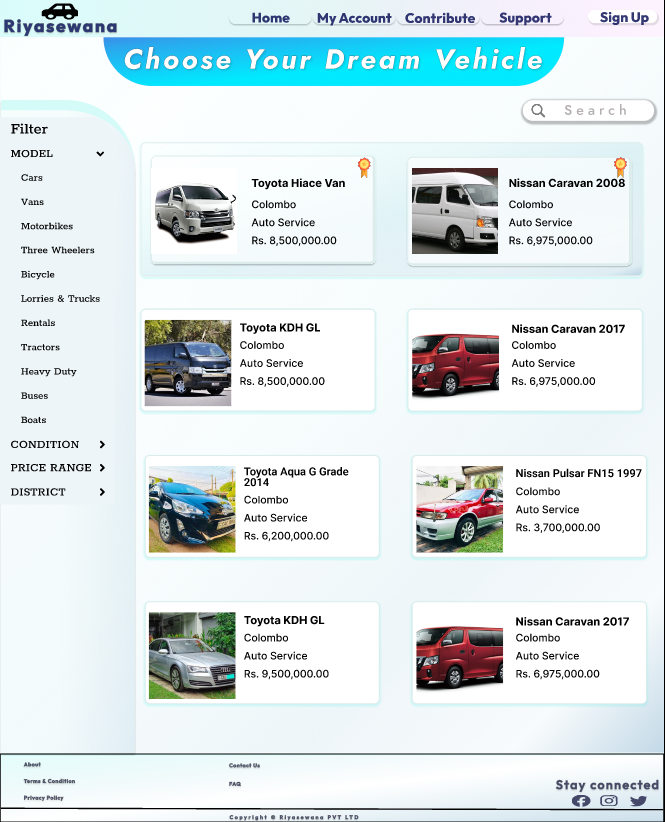 Riyasewana
Home
My Account
Contribute
Support
Sign Up
Choose Your Dream Vehicle
Search
Filter
MODEL
Cars
Vans
Motorbikes
Three Wheelers
Bicycle
Lorries & Trucks
Rentals
Tractors
Heavy Duty
Buses
Boats
CONDITION
PRICE RANGE
DISTRICT
Toyota Hiace Van
Colombo
Auto Service
Rs. 8,500,000.00
Nissan Caravan 2008
Colombo
Auto Service
Rs. 6,975,000.00
Toyota KDH GL
Colombo
Auto Service
Rs. 8,500,000.00
Nissan Caravan 2017
Colombo
Auto Service
Rs. 6,975,000.00
Toyota Aqua G Grade
2014
Colombo
Auto Service
Rs. 6,200,000.00
Nissan Pulsar FN15 1997
Colombo
Auto Service
Rs. 3,700,000.00
Toyota KDH GL
Colombo
Auto Service
Rs. 9,500,000.00
Nissan Caravan 2017
Colombo
Auto Service
Rs. 6,975,000.00
About
Terms & Condition
Privacy Policy
Contact Us
FAQ
Stay connected
Copyright © Riyasewana PVT LTD